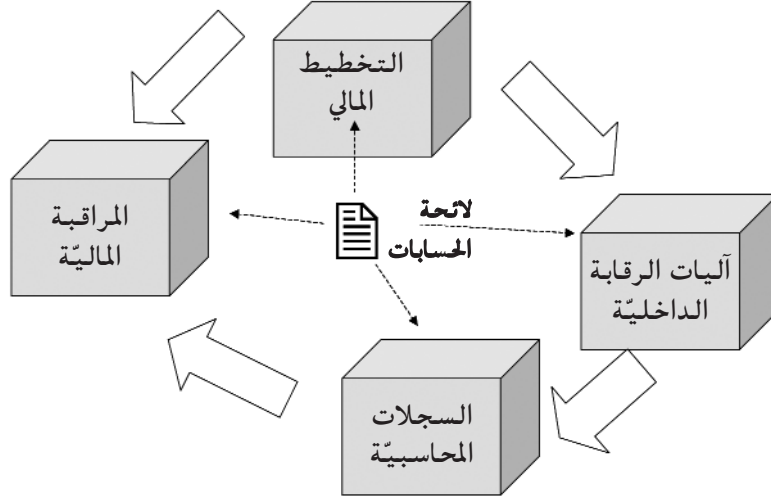 التخطيط
المالي
المراقبة
الماليّة
لائحة
الحسابات
آليات الرقابة
الداخليّة
السجلات
المحاسبيّة